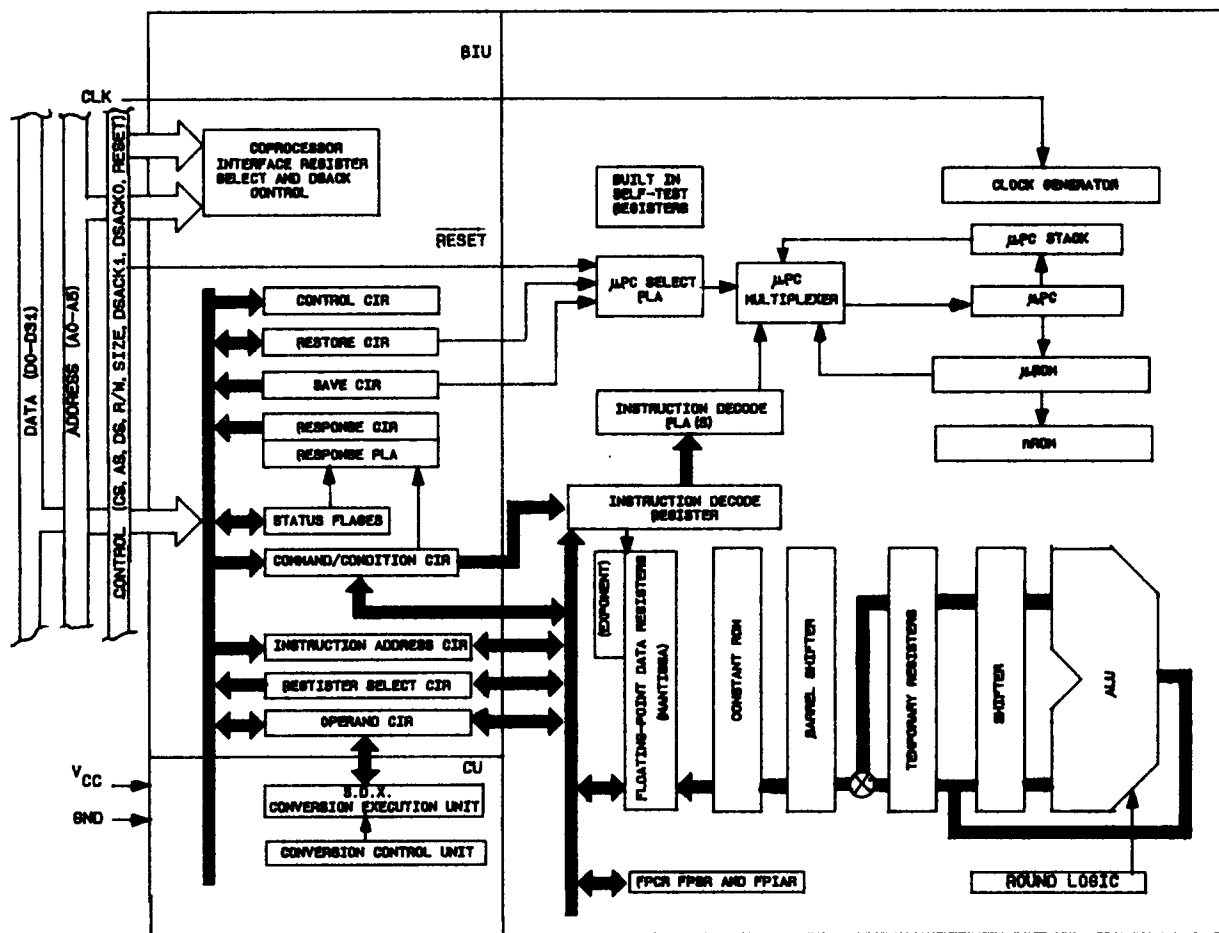 BIU
CLK
DATA (D0-D31)
ADDRESS (A0-A5)
CONTROL (CS, AS, DS, R/W, SIZE, DSACK1, DSACK0, RESET)
COPROCESSOR
INTERFACE REGISTER
SELECT AND DSACK
CONTROL
BUILT IN
SELF-TEST
REGISTERS
CLOCK GENERATOR
RESET
μPC STACK
μPC SELECT
PLA
μPC
MULTIPLEXER
μPC
CONTROL CIR
RESTORE CIR
SAVE CIR
μROM
RESPONSE CIR
RESPONSE PLA
INSTRUCTION DECODE
PLA(S)
nROM
STATUS FLAGES
INSTRUCTION DECODE
REGISTER
COMMAND/CONDITION CIR
(EXPONENT)
FLOATING-POINT DATA REGISTERS
(MANTISSA)
CONSTANT ROM
BARREL SHIFTER
TEMPORARY REGISTERS
SHIFTER
ALU
INSTRUCTION ADDRESS CIR
RESTISTER SELECT CIR
OPERAND CIR
CU
VCC
GND
S.D.X.
CONVERSION EXECUTION UNIT
CONVERSION CONTROL UNIT
FPCR FPSR AND FPIAR
ROUND LOGIC